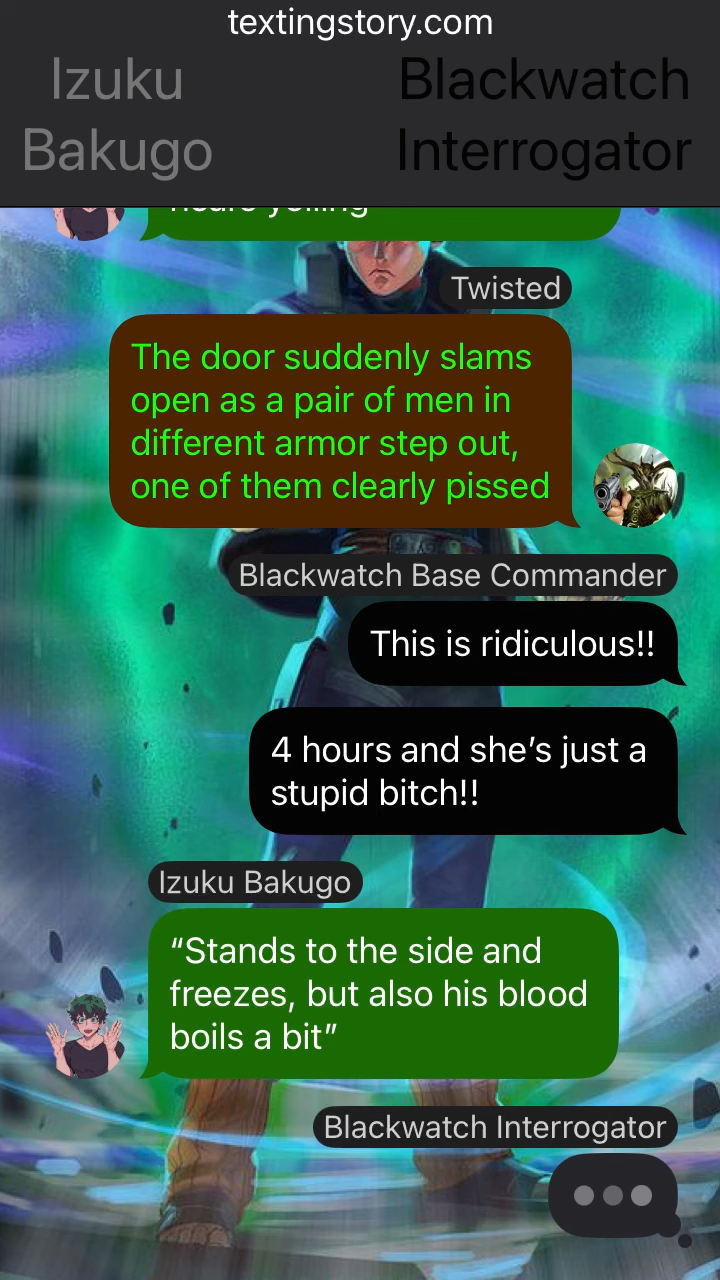 textingstory.com
Izuku
Bakugo
Blackwatch
Interrogator
Twisted
The door suddenly slams
open as a pair of men in
different armor step out,
one of them clearly pissed
Blackwatch Base Commander
This is ridiculous!!
4 hours and she’s just a
stupid bitch!!
Izuku Bakugo
“Stands to the side and
freezes, but also his blood
boils a bit”
Blackwatch Interrogator